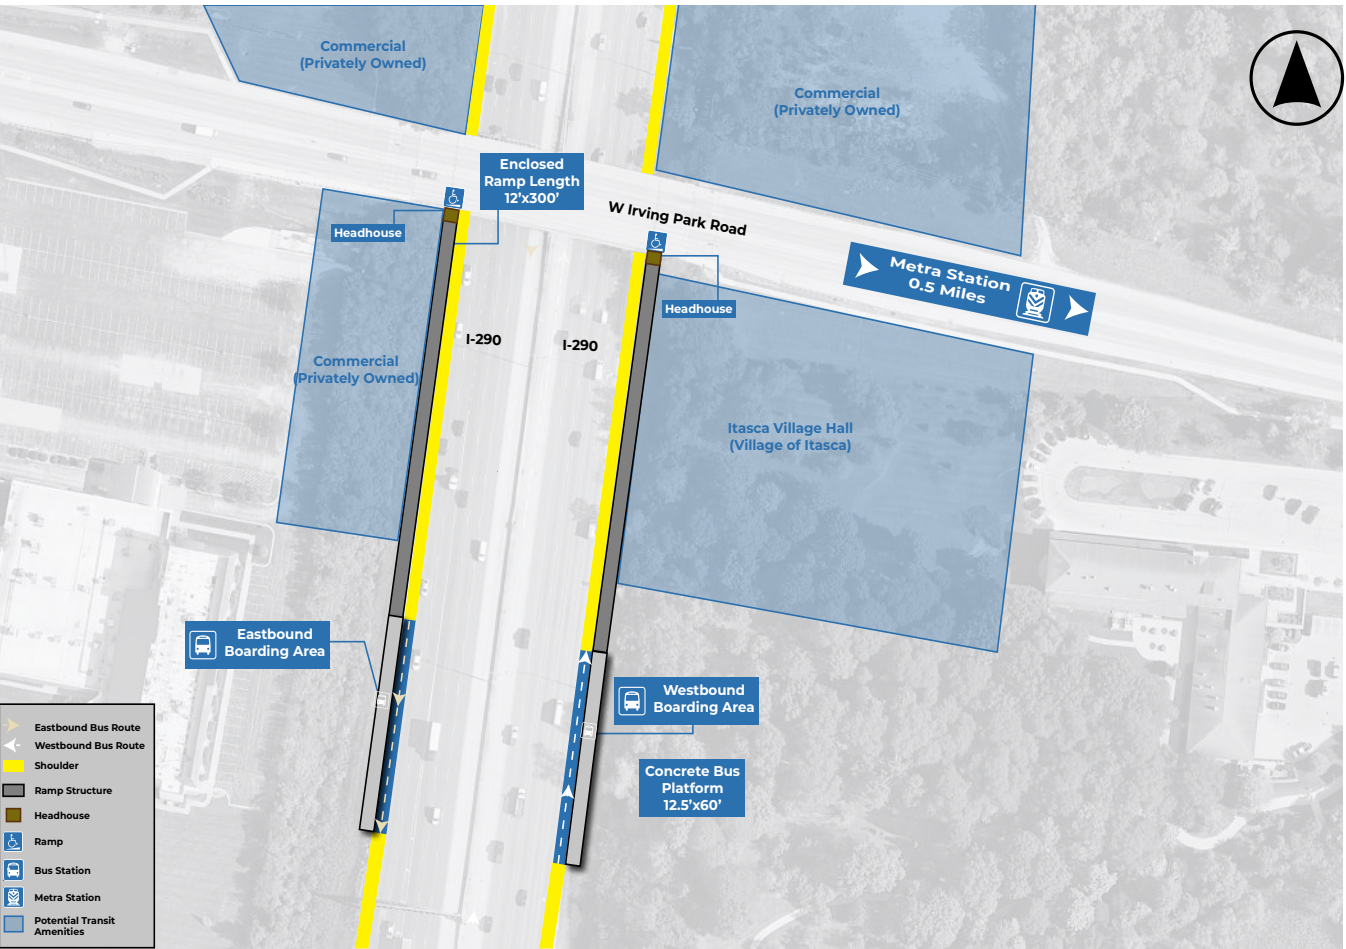 Commercial
(Privately Owned)
Commercial
(Privately Owned)
Enclosed
Ramp Length
12'x300'
W Irving Park Road
Headhouse
Metra Station
0.5 Miles
Headhouse
I-290
I-290
Commercial
(Privately Owned)
Itasca Village Hall
(Village of Itasca)
Eastbound
Boarding Area
Westbound
Boarding Area
Concrete Bus
Platform
12.5'x60'
Eastbound Bus Route
Westbound Bus Route
Shoulder
Ramp Structure
Headhouse
Ramp
Bus Station
Metra Station
Potential Transit
Amenities